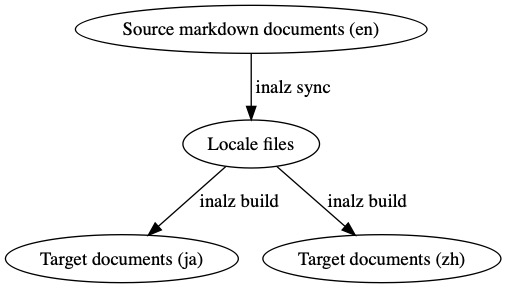 Source markdown documents (en)
inalz sync
Locale files
inalz build
inalz build
Target documents (ja)
Target documents (zh)